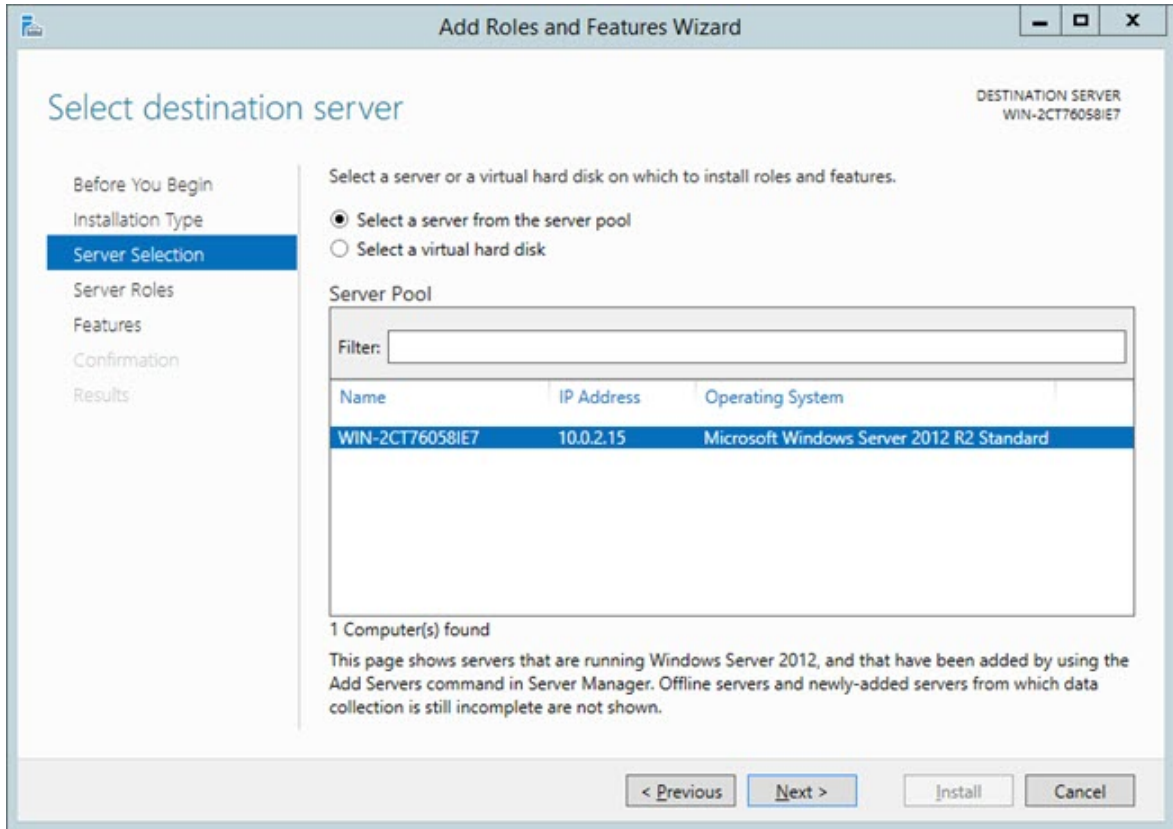 Add Roles and Features Wizard
Select destination server
DESTINATION SERVER
WIN-2CT76058IE7
Before You Begin
Installation Type
Server Selection
Server Roles
Features
Confirmation
Results
Select a server or a virtual hard disk on which to install roles and features.
Select a server from the server pool
Select a virtual hard disk
Server Pool
Filter:
Name IP Address Operating System
WIN-2CT76058IE7 10.0.2.15 Microsoft Windows Server 2012 R2 Standard
1 Computer(s) found
This page shows servers that are running Windows Server 2012, and that have been added by using the
Add Servers command in Server Manager. Offline servers and newly-added servers from which data
collection is still incomplete are not shown.
< Previous Next > Install Cancel